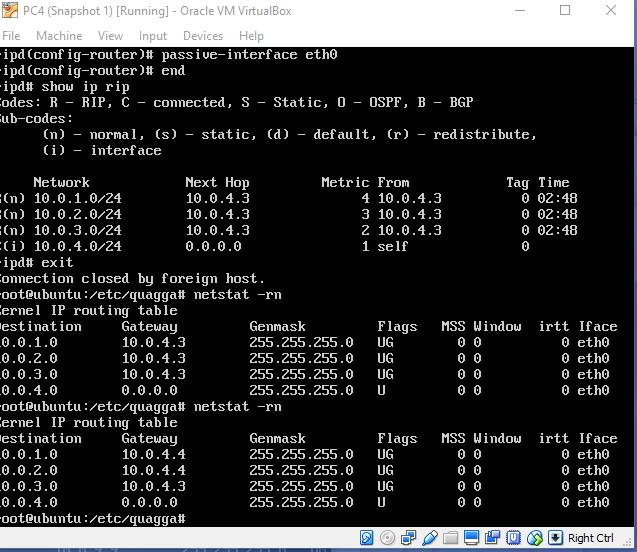 PC4 (Snapshot 1) [Running] - Oracle VM VirtualBox
File Machine View Input Devices Help
ripd(config-router)# passive-interface eth0
ripd(config-router)# end
ripd# show ip rip
Codes: R - RIP, C - connected, S - Static, O - OSPF, B - BGP
Sub-codes:
(n) - normal, (s) - static, (d) - default, (r) - redistribute,
(i) - interface
Network Next Hop Metric From Tag Time
R(n) 10.0.1.0/24 10.0.4.3 4 10.0.4.3 0 02:48
R(n) 10.0.2.0/24 10.0.4.3 3 10.0.4.3 0 02:48
R(n) 10.0.3.0/24 10.0.4.3 2 10.0.4.3 0 02:48
C(i) 10.0.4.0/24 0.0.0.0 1 self 0
ripd# exit
Connection closed by foreign host.
root@ubuntu:/etc/quagga# netstat -rn
Kernel IP routing table
Destination Gateway Genmask Flags MSS Window irtt Iface
10.0.1.0 10.0.4.3 255.255.255.0 UG 0 0 0 eth0
10.0.2.0 10.0.4.3 255.255.255.0 UG 0 0 0 eth0
10.0.3.0 10.0.4.3 255.255.255.0 UG 0 0 0 eth0
10.0.4.0 0.0.0.0 255.255.255.0 U 0 0 0 eth0
root@ubuntu:/etc/quagga# netstat -rn
Kernel IP routing table
Destination Gateway Genmask Flags MSS Window irtt Iface
10.0.1.0 10.0.4.4 255.255.255.0 UG 0 0 0 eth0
10.0.2.0 10.0.4.4 255.255.255.0 UG 0 0 0 eth0
10.0.3.0 10.0.4.3 255.255.255.0 UG 0 0 0 eth0
10.0.4.0 0.0.0.0 255.255.255.0 U 0 0 0 eth0
root@ubuntu:/etc/quagga#
Right Ctrl